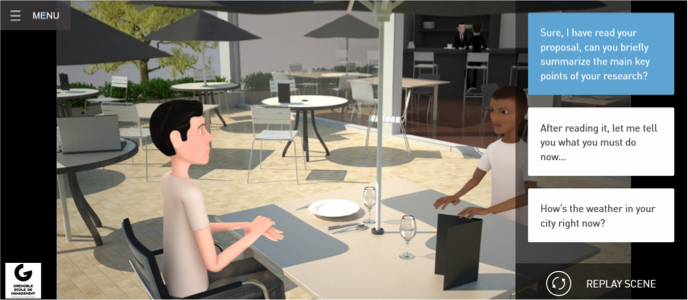 MENU
Sure, I have read your
proposal, can you briefly
summarize the main key
points of your research?
After reading it, let me tell
you what you must do
now...
How's the weather in your
city right now?
GRENOBLE
ECOLE DE
MANAGEMENT
REPLAY SCENE